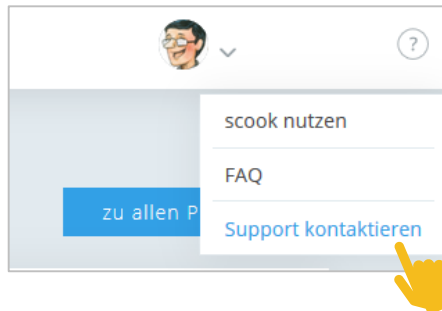 ?
scook nutzen
FAQ
zu allen P
Support kontaktieren